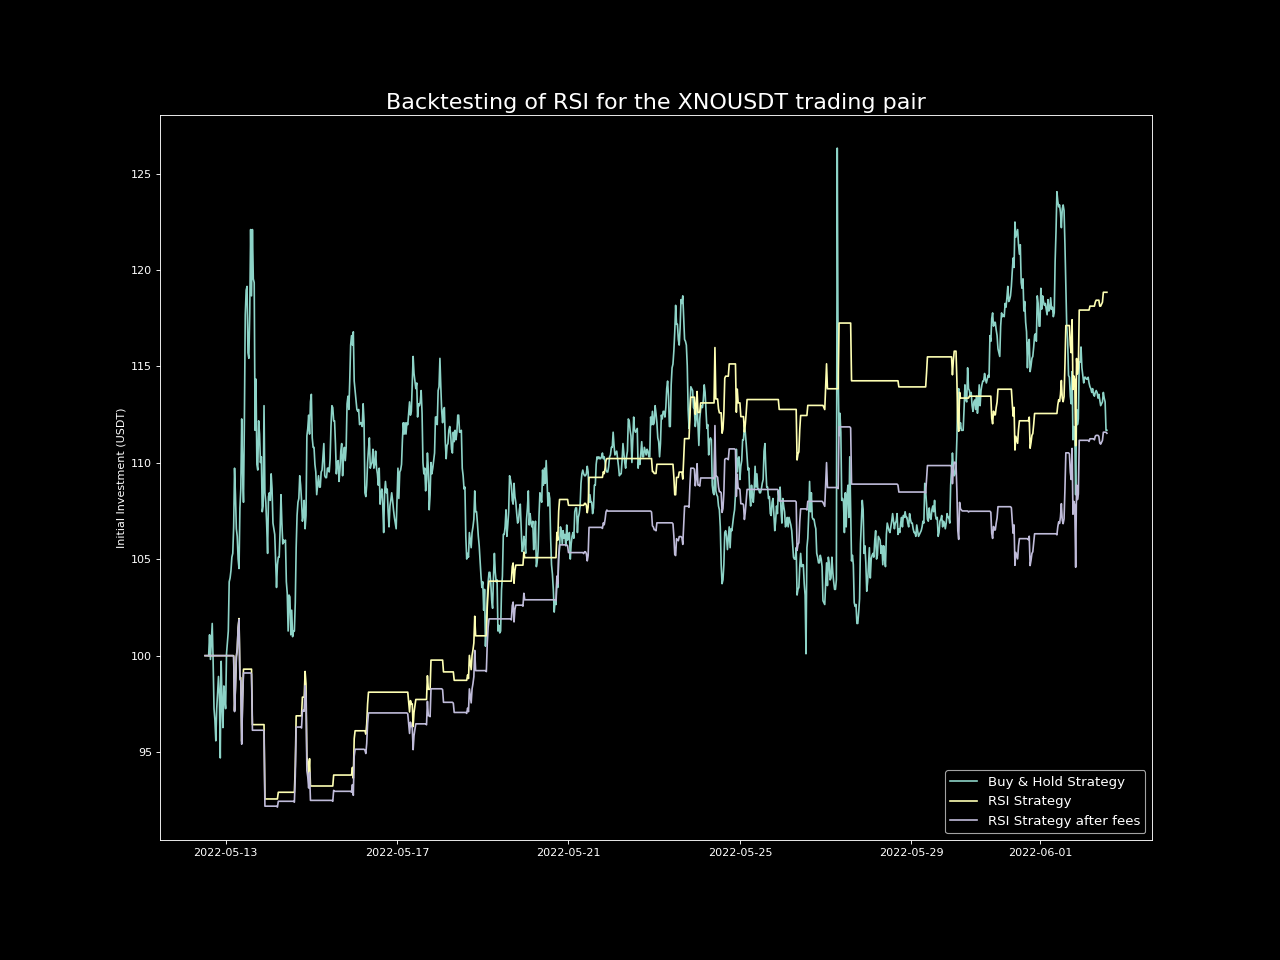 Backtesting of RSI for the XNOUSDT trading pair
Initial Investment (USDT)
125
120
115
110
105
100
95
2022-05-13
2022-05-17
2022-05-21
2022-05-25
2022-05-29
2022-06-01
Buy & Hold Strategy
RSI Strategy
RSI Strategy after fees